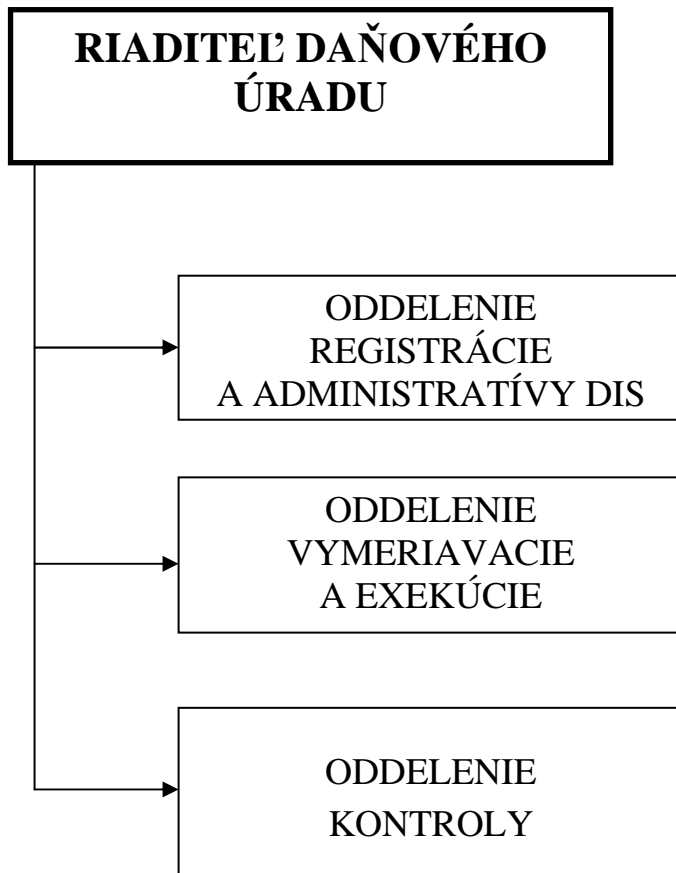 RIADITEĽ DAŇOVÉHO
ÚRADU
ODDELENIE
REGISTRÁCIE
A ADMINISTRATÍVY DIS
ODDELENIE
VYMERIAVACIE
A EXEKÚCIE
ODDELENIE
KONTROLY